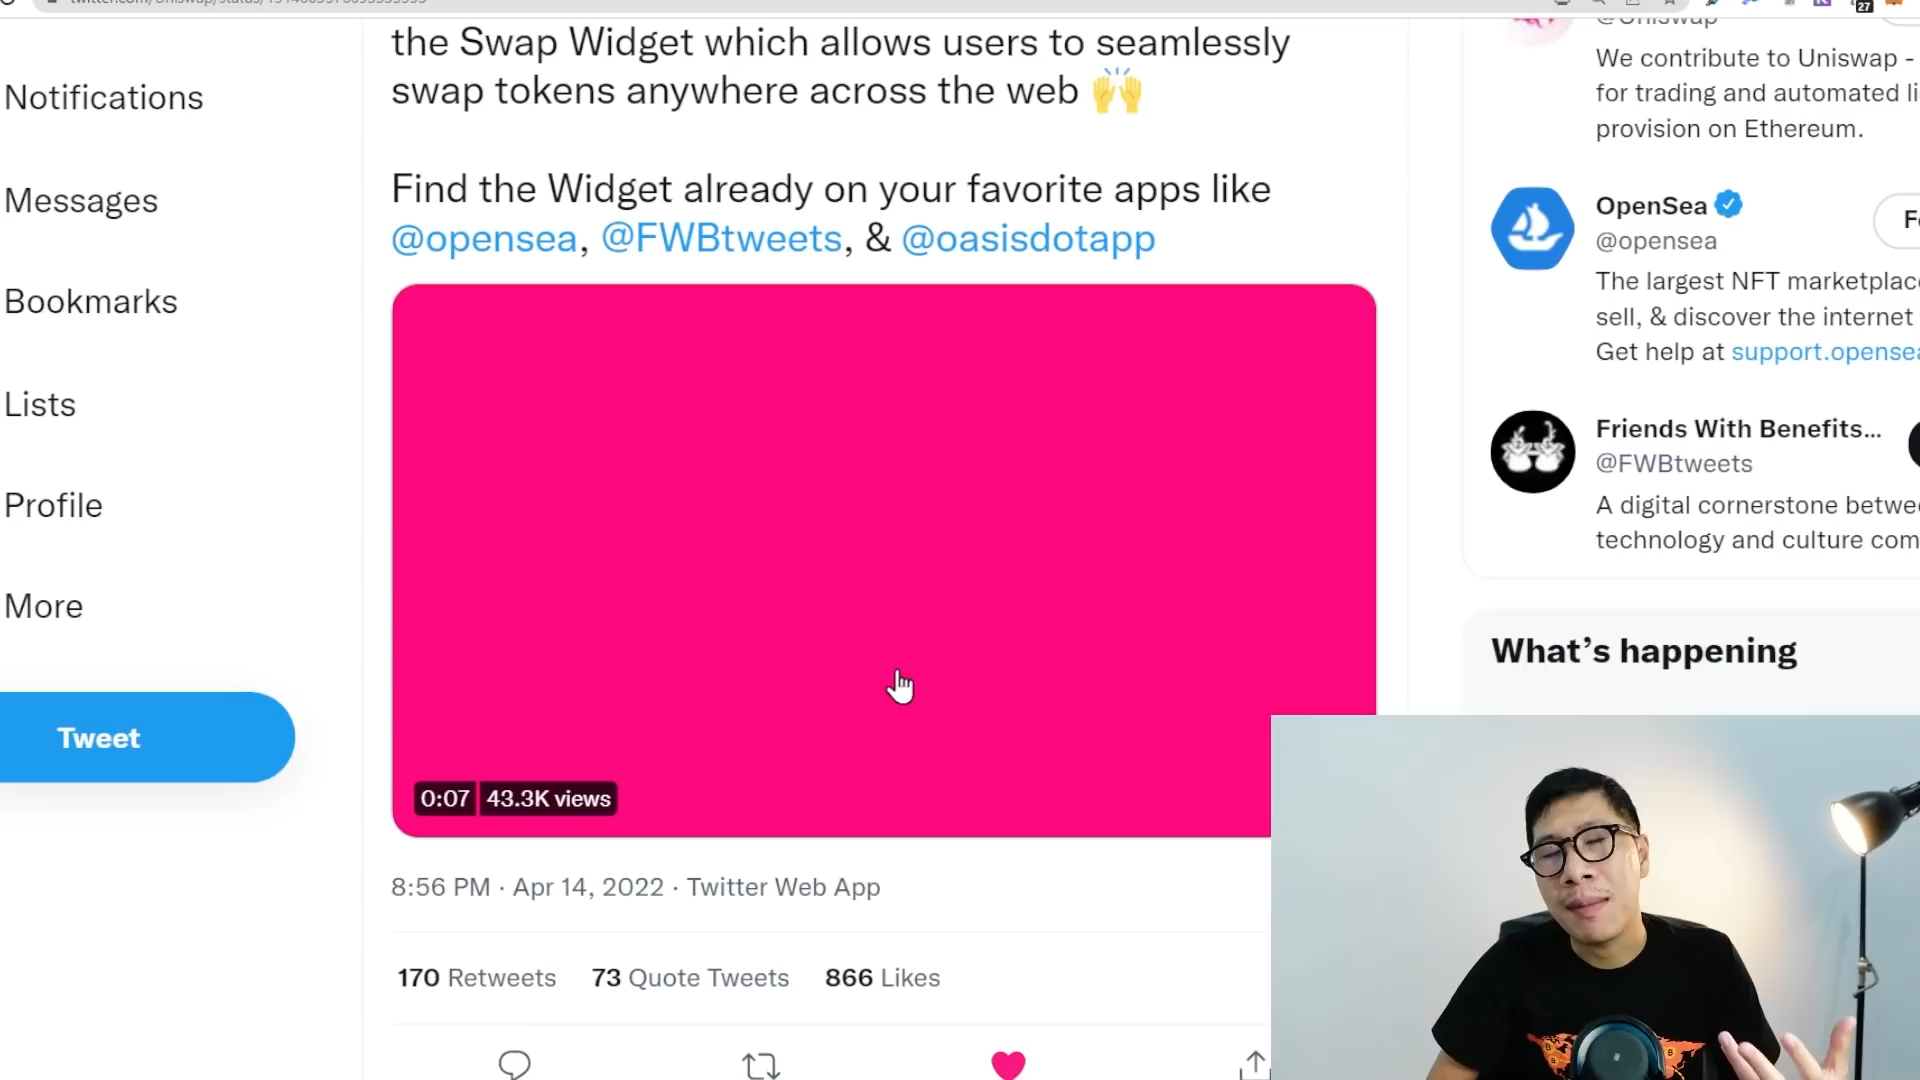 27
the Swap Widget which allows users to seamlessly
swap tokens anywhere across the web 🙌
Find the Widget already on your favorite apps like
@opensea, @FWBtweets, & @oasisdotapp
0:07 43.3K views
8:56 PM · Apr 14, 2022 · Twitter Web App
170 Retweets 73 Quote Tweets 866 Likes
Notifications
Messages
Bookmarks
Lists
Profile
More
Tweet
@Uniswap
We contribute to Uniswap -
for trading and automated li
provision on Ethereum.
OpenSea
@opensea
Fo
The largest NFT marketplac
sell, & discover the internet
Get help at support.opensea
Friends With Benefits...
@FWBtweets
A digital cornerstone betwe
technology and culture com
What’s happening